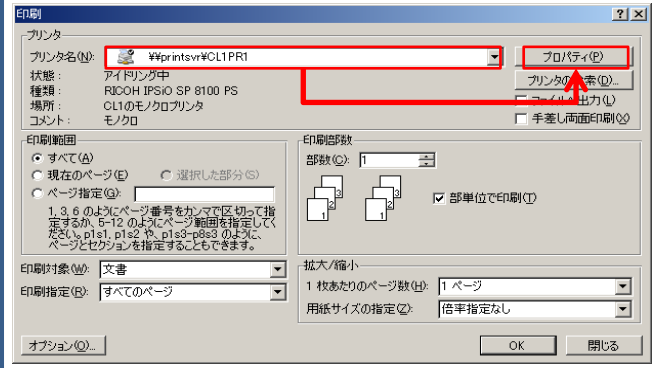 印刷
プリンタ
プリンタ名(N): ¥¥printsvr¥CL1PR1 プロパティ(P)
状態: アイドリング中
種類: RICOH IPSiO SP 8100 PS
場所: CL1のモノクロプリンタ
コメント: モノクロ
プリンタの 索(D)...
出力(L)
手差し両面印刷(X)
印刷範囲
すべて(A)
現在のページ(E) 選択した部分(S)
ページ指定(G):
1, 3, 6 のようにページ番号をカンマで区切って指
定するか、5-12 のようにページ範囲を指定してく
ださい。p1s1, p1s2 や、p1s3-p8s3 のように、
ページとセクションを指定することもできます。
印刷部数
部数(C): 1
1 2 3
1 2 3
部単位で印刷(T)
印刷対象(W): 文書
印刷指定(R): すべてのページ
拡大/縮小
1 枚あたりのページ数(H): 1 ページ
用紙サイズの指定(Z): 倍率指定なし
オプション(O)...
OK 閉じる